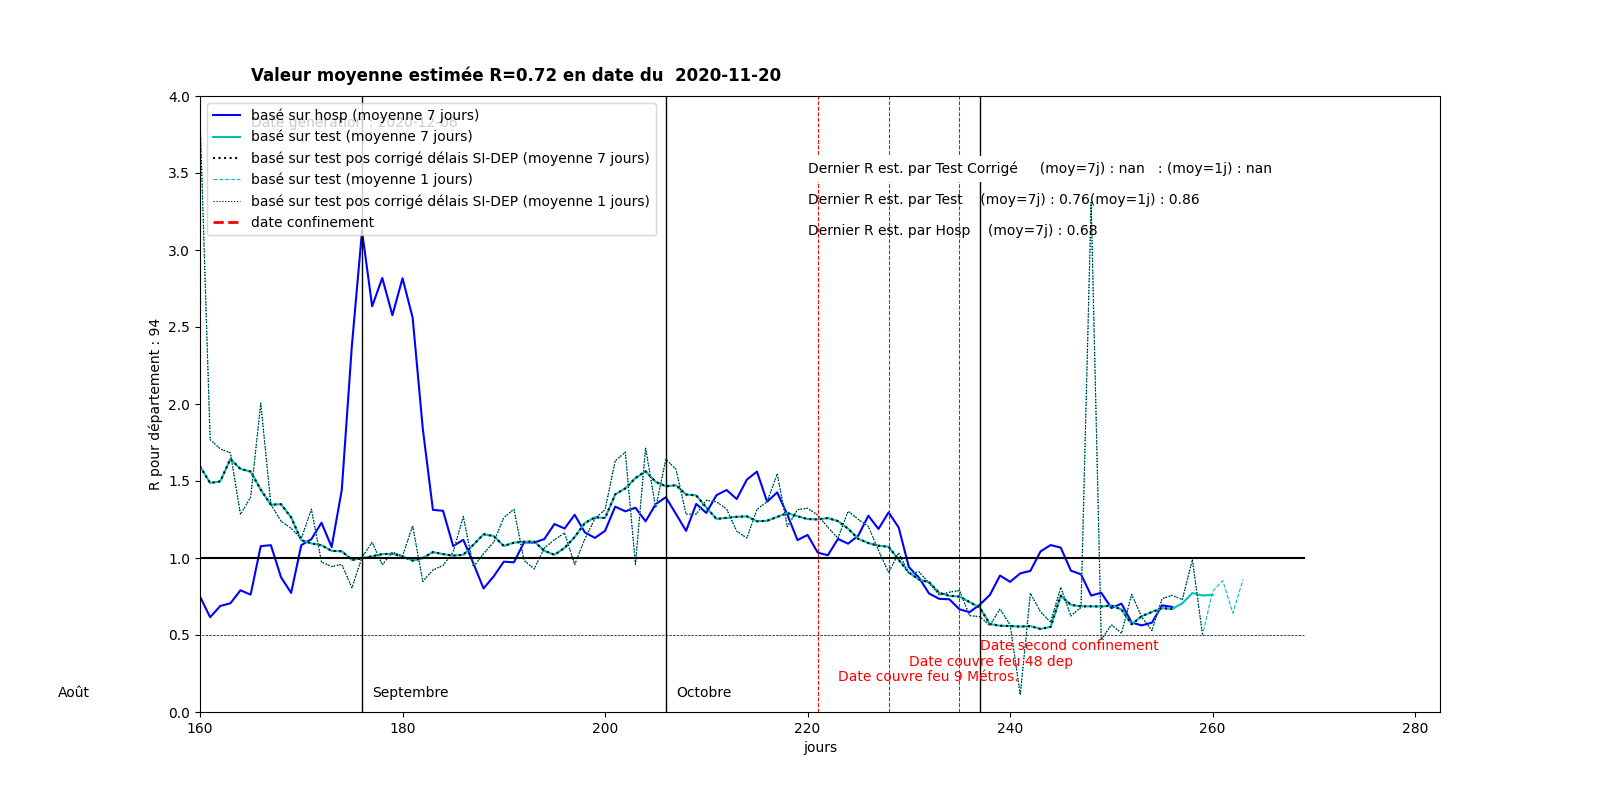 Valeur moyenne estimée R=0.72 en date du  2020-11-20
4.0
basé sur hosp (moyenne 7 jours)
Date génération : 2020-12-06
basé sur test (moyenne 7 jours)
basé sur test pos corrigé délais SI-DEP (moyenne 7 jours)
basé sur test (moyenne 1 jours)
basé sur test pos corrigé délais SI-DEP (moyenne 1 jours)
date confinement
Dernier R est. par Test Corrigé     (moy=7j) : nan   : (moy=1j) : nan
Dernier R est. par Test    (moy=7j) : 0.76(moy=1j) : 0.86
Dernier R est. par Hosp    (moy=7j) : 0.68
3.5
3.0
2.5
2.0
1.5
1.0
0.5
0.0
R pour département : 94
Date second confinement
Date couvre feu 48 dep
Date couvre feu 9 Métros.
Août
Septembre
Octobre
160
180
200
220
240
260
280
jours